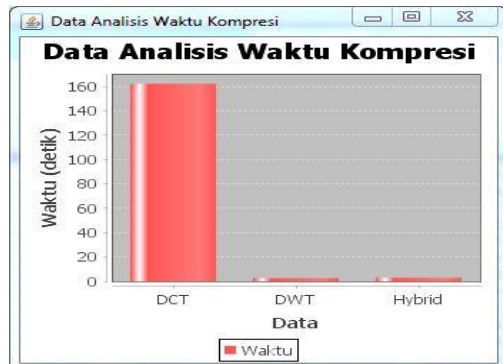 Data Analisis Waktu Kompresi
Data Analisis Waktu Kompresi
Waktu (detik)
160
140
120
100
80
60
40
20
0
DCT DWT Hybrid
Data
Waktu